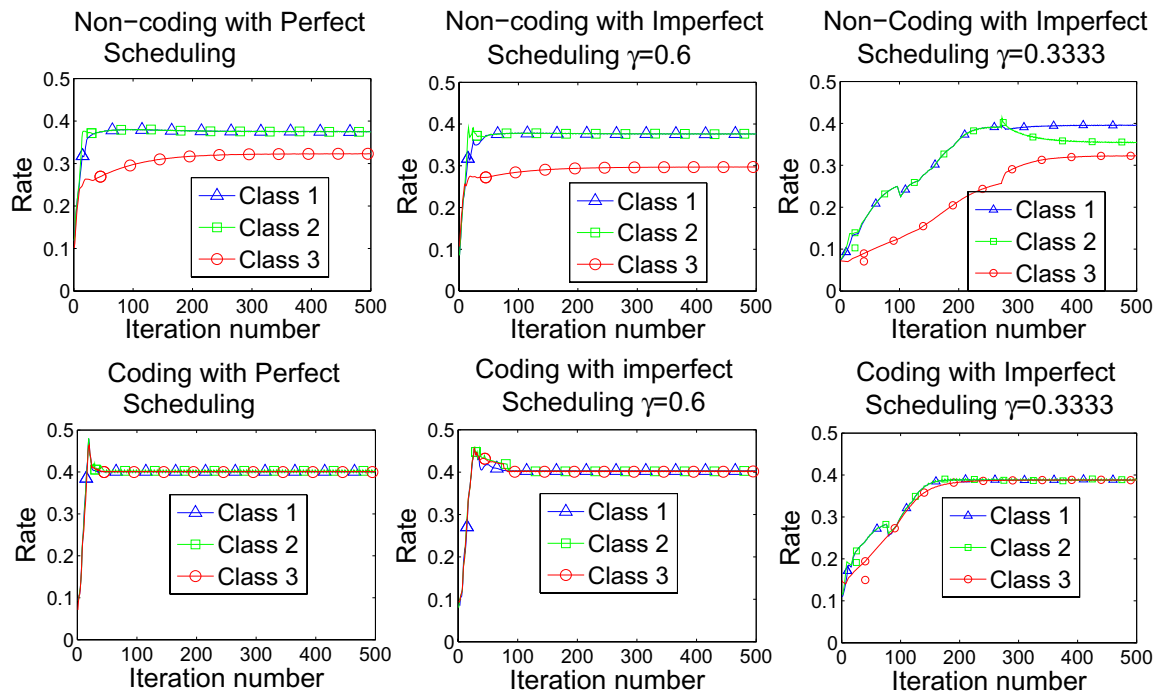 Non-coding with Perfect
Scheduling
0.5
0.4
0.3
0.2
0.1
0
Rate
Class 1
Class 2
Class 3
0 100 200 300 400 500
Iteration number
Non-coding with Imperfect
Scheduling γ=0.6
0.5
0.4
0.3
0.2
0.1
0
Rate
Class 1
Class 2
Class 3
0 100 200 300 400 500
Iteration number
Non-Coding with Imperfect
Scheduling γ=0.3333
0.5
0.4
0.3
0.2
0.1
0
Rate
Class 1
Class 2
Class 3
0 100 200 300 400 500
Iteration number
Coding with Perfect
Scheduling
0.5
0.4
0.3
0.2
0.1
0
Rate
Class 1
Class 2
Class 3
0 100 200 300 400 500
Iteration number
Coding with imperfect
Scheduling γ=0.6
0.5
0.4
0.3
0.2
0.1
0
Rate
Class 1
Class 2
Class 3
0 100 200 300 400 500
Iteration number
Coding with Imperfect
Scheduling γ=0.3333
0.5
0.4
0.3
0.2
0.1
0
Rate
Class 1
Class 2
Class 3
0 100 200 300 400 500
Iteration number